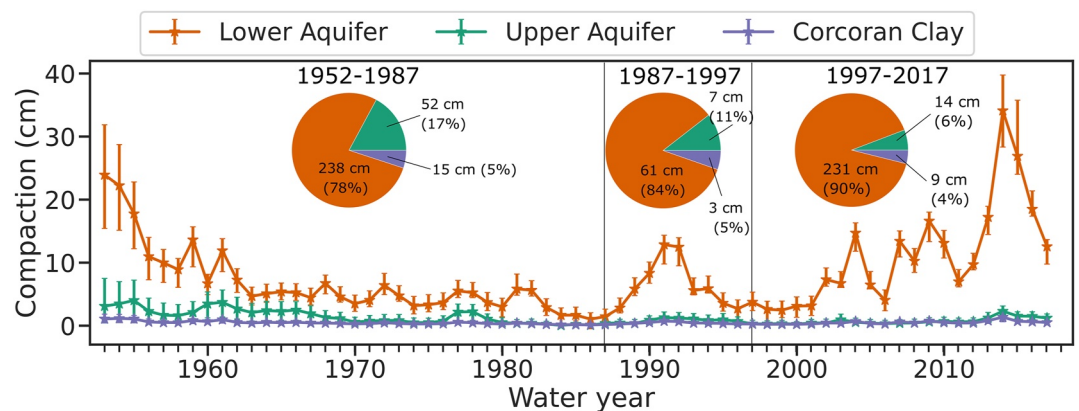 Lower Aquifer Upper Aquifer Corcoran Clay
1952-1987 1987-1997 1997-2017
52 cm
(17%)
238 cm
(78%)
15 cm (5%)
7 cm
(11%)
61 cm
(84%)
3 cm
(5%)
14 cm
(6%)
231 cm
(90%)
9 cm
(4%)
Compaction (cm)
40
30
20
10
0
1960 1970 1980 1990 2000 2010
Water year